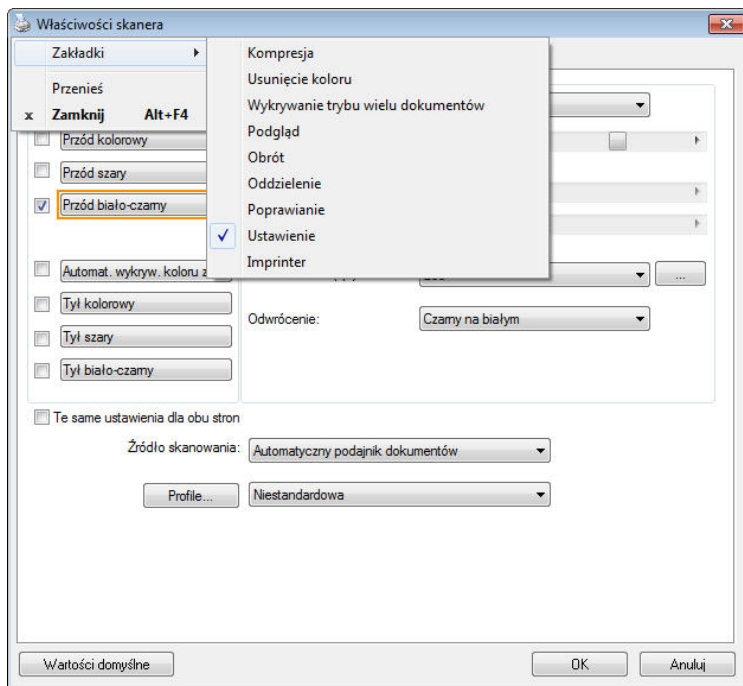 Właściwości skanera
Zakładki
Przenieś
x Zamknij Alt+F4
Kompresja
Usunięcie koloru
Wykrywanie trybu wielu dokumentów
Podgląd
Obrót
Oddzielenie
Poprawianie
Ustawienie
Imprinter
Przód kolorowy
Przód szary
Przód biało-czarny
Automat. wykryw. koloru z
Tył kolorowy
Tył szary
Tył biało-czarny
...
Odwrócenie: Czarny na białym
Te same ustawienia dla obu stron
Źródło skanowania: Automatyczny podajnik dokumentów
Profile... Niestandardowa
Wartości domyślne OK Anuluj